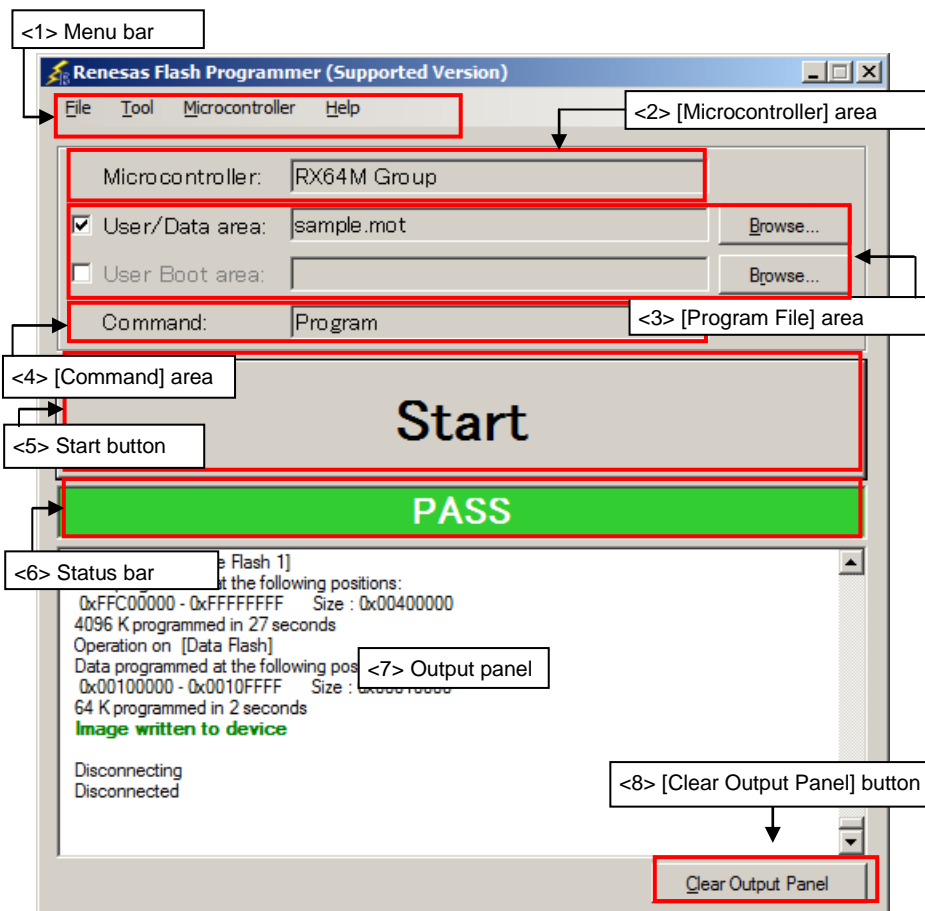 <1> Menu bar
Renesas Flash Programmer (Supported Version)
File Tool Microcontroller Help
<2> [Microcontroller] area
Microcontroller: RX64M Group
User/Data area: sample.mot Browse...
User Boot area: Browse...
<3> [Program File] area
Command: Program
<4> [Command] area
Start
<5> Start button
PASS
<6> Status bar
Flash 1]
at the following positions:
0xFFC00000 - 0xFFFFFFFF Size : 0x00400000
4096 K programmed in 27 seconds
Operation on [Data Flash]
Data programmed at the following
<7> Output panel
0x00100000 - 0x0010FFFF Size :
64 K programmed in 2 seconds
Image written to device
Disconnecting
Disconnected
<8> [Clear Output Panel] button
Clear Output Panel